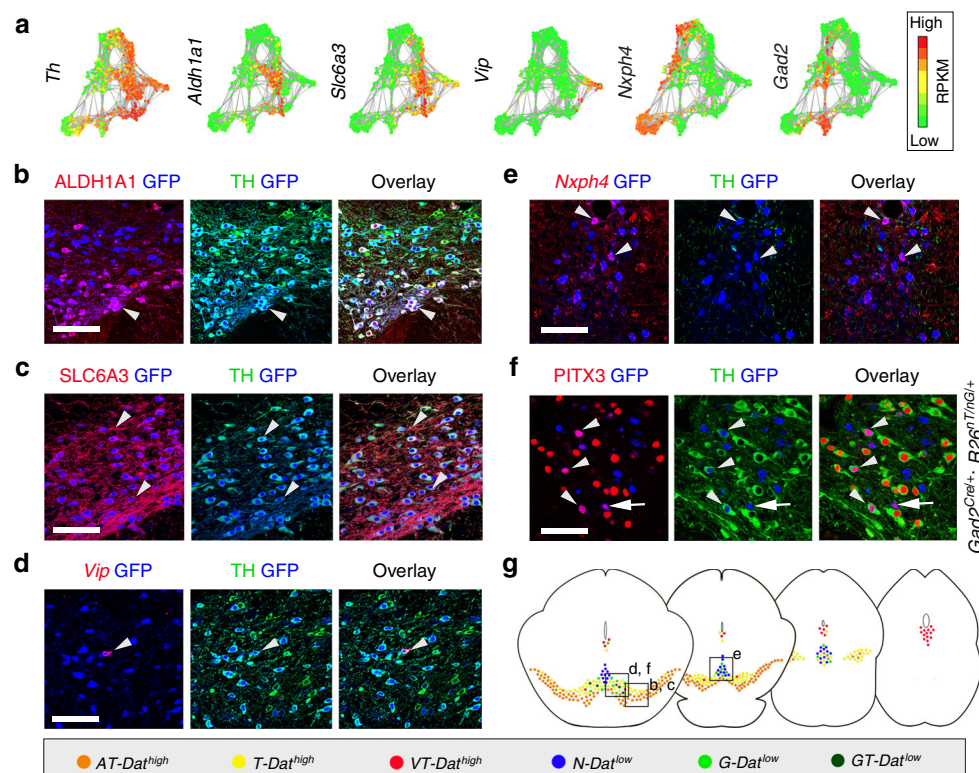 a
Th
Aldh1a1
Slc6a3
Vip
Nxph4
Gad2
High
RPKM
Low
b
ALDH1A1 GFP
TH GFP
Overlay
c
SLC6A3 GFP
TH GFP
Overlay
d
Vip GFP
TH GFP
Overlay
e
Nxph4 GFP
TH GFP
Overlay
f
PITX3 GFP
TH GFP
Overlay
Gad2Cre/+; R26nT/nG/+
g
d, f
b, c
e
AT-Dathigh
T-Dathigh
VT-Dathigh
N-Datlow
G-Datlow
GT-Datlow